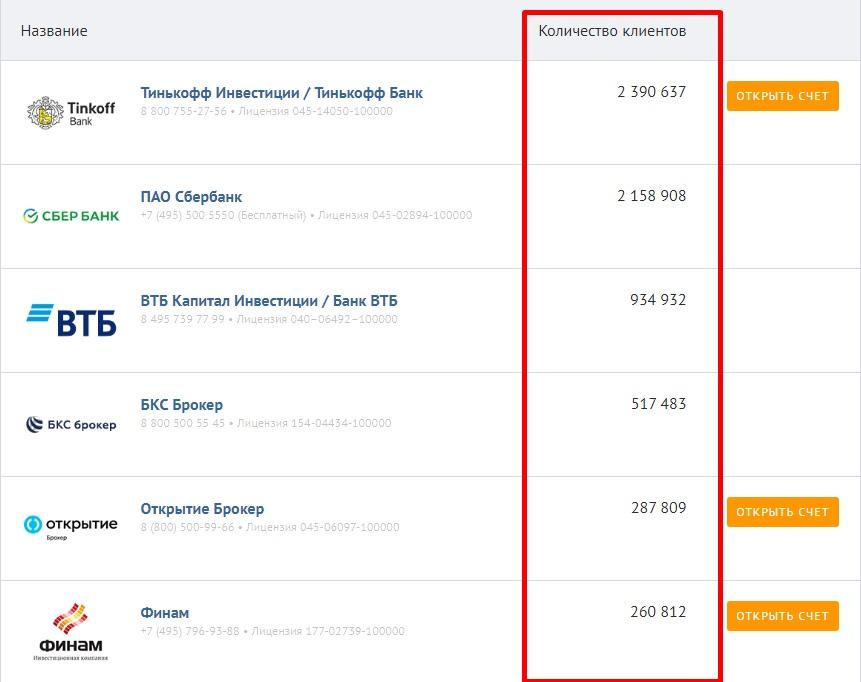 Название
Количество клиентов
Tinkoff
Bank
Тинькофф Инвестиции / Тинькофф Банк
8 800 755-27-56 • Лицензия 045-14050-100000
2 390 637
ОТКРЫТЬ СЧЕТ
СБЕР БАНК
ПАО Сбербанк
+7 (495) 500 5550 (Бесплатный) • Лицензия 045-02894-100000
2 158 908
ВТБ
ВТБ Капитал Инвестиции / Банк ВТБ
8 495 739 77 99 • Лицензия 040–06492–100000
934 932
БКС брокер
БКС Брокер
8 800 500 55 45 • Лицензия 154-04434-100000
517 483
открытие
Брокер
Открытие Брокер
8 (800) 500-99-66 • Лицензия 045-06097-100000
287 809
ОТКРЫТЬ СЧЕТ
ФИНАМ
Инвестиционная компания
Финам
+7 (495) 796-93-88 • Лицензия 177-02739-100000
260 812
ОТКРЫТЬ СЧЕТ